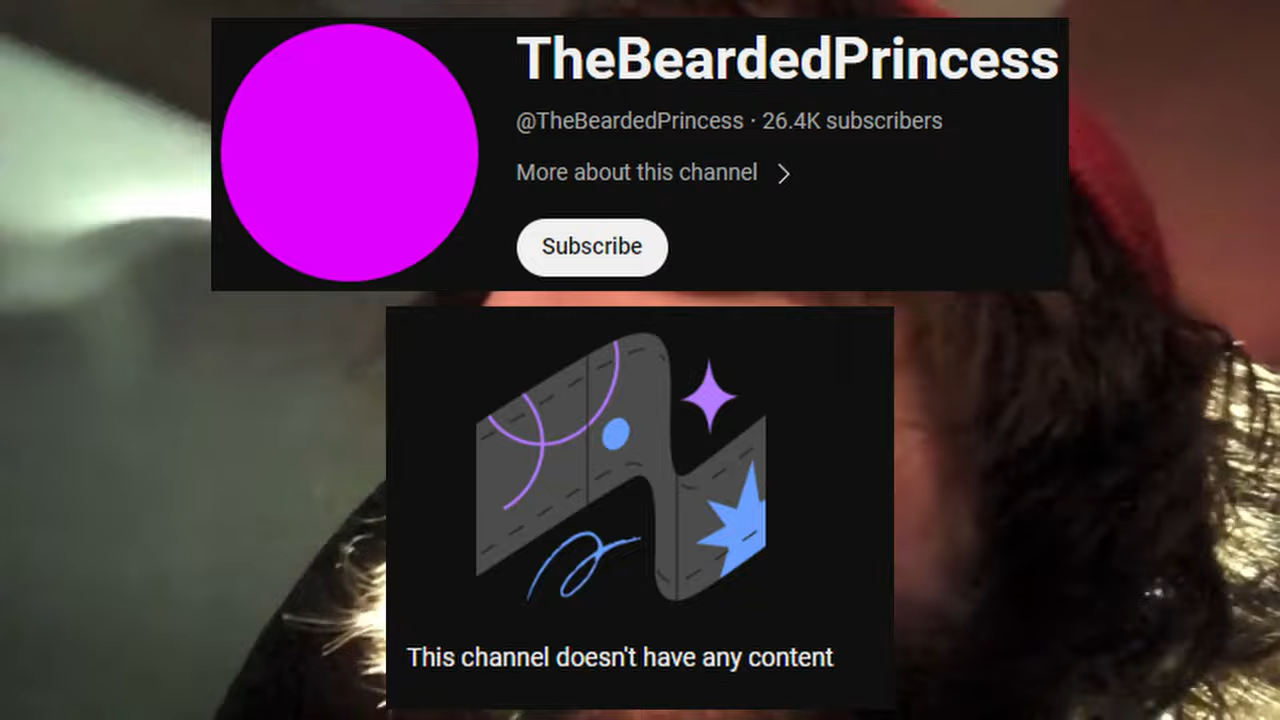 TheBeardedPrincess
@TheBeardedPrincess · 26.4K subscribers
More about this channel
Subscribe
This channel doesn't have any content